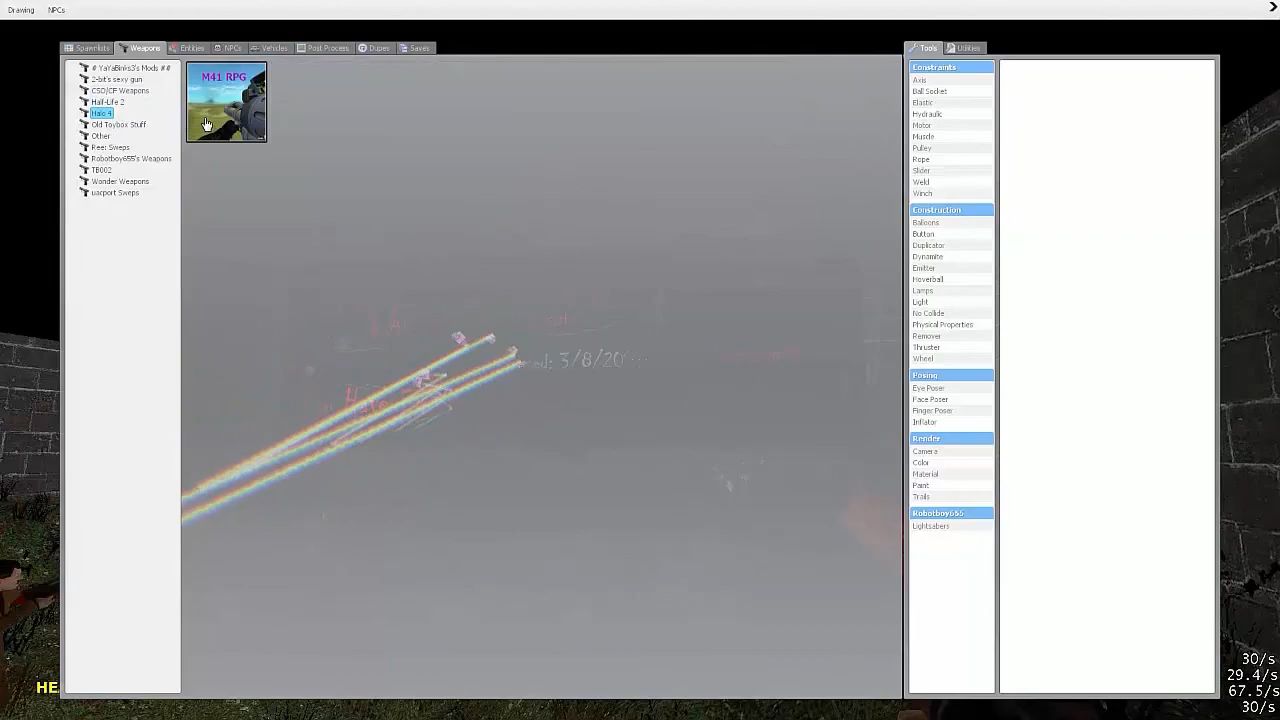 Drawing NPCs
Spawnlists Weapons Entities NPCs Vehicles Post Process Dupes Saves
Tools Utilities
# YaYaBinks3's Mods ##
2-bit's sexy gun
CSO/CF Weapons
Half-Life 2
Halo 4
Old Toybox Stuff
Other
Ree: Sweps
Robotboy655's Weapons
TB002
Wonder Weapons
uacport Sweps
M41 RPG
3/8/20
Constraints
Axis
Ball Socket
Elastic
Hydraulic
Motor
Muscle
Pulley
Rope
Slider
Weld
Winch
Construction
Balloons
Button
Duplicator
Dynamite
Emitter
Hoverball
Lamps
Light
No Collide
Physical Properties
Remover
Thruster
Wheel
Posing
Eye Poser
Face Poser
Finger Poser
Inflator
Render
Camera
Color
Material
Paint
Trails
Robotboy655
Lightsabers
HE
30/s
29.4/s
67.5/s
30/s